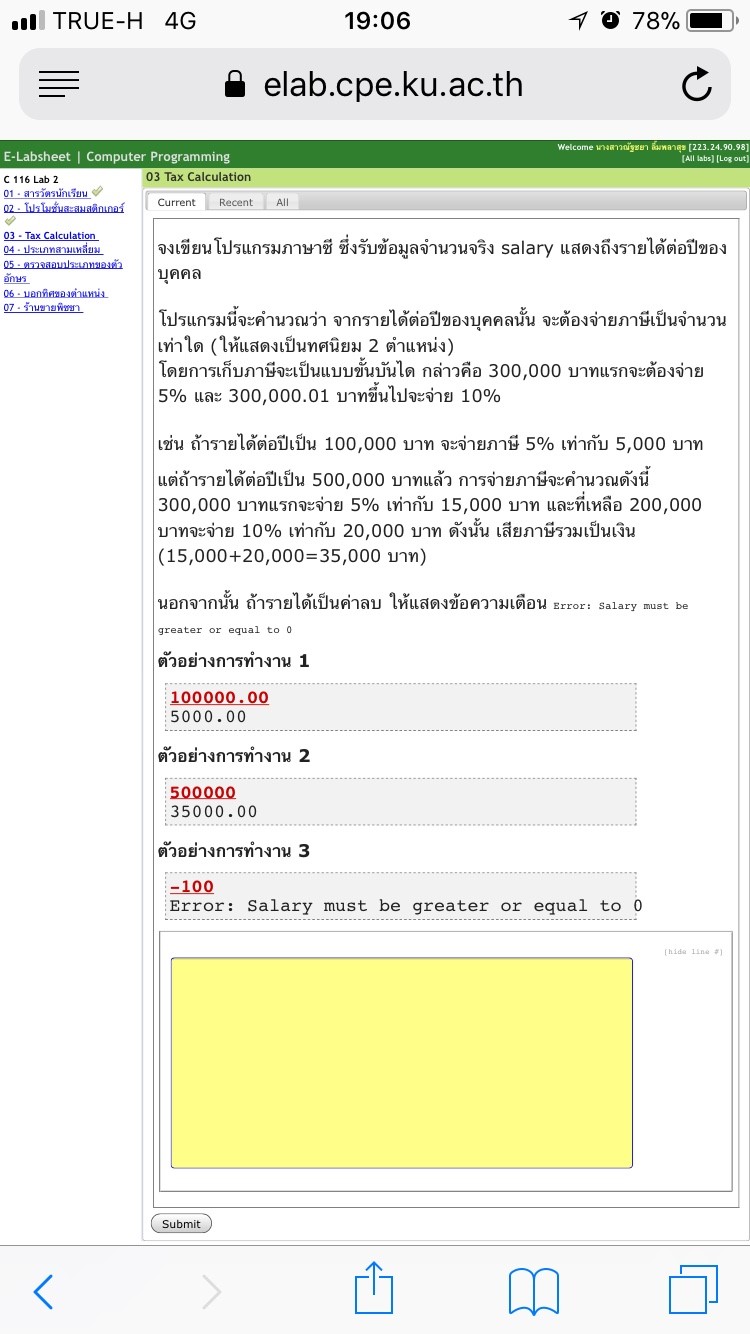 TRUE-H 4G 19:06 78%
elab.cpe.ku.ac.th
Welcome นางสาวณัฐชยา ลิ้มพลาสุข [223.24.90.98]
E-Labsheet | Computer Programming
[All labs] [Log out]
C 116 Lab 2
01 - สารวัตรนักเรียน
02 - โปรโมชั่นสะสมสติกเกอร์
03 - Tax Calculation
04 - ประเภทสามเหลี่ยม
05 - ตรวจสอบประเภทของตัว
อักษร
06 - บอกทิศของตำแหน่ง
07 - ร้านขายพิซซา
03 Tax Calculation
Current Recent All
จงเขียนโปรแกรมภาษาซี ซึ่งรับข้อมูลจำนวนจริง salary แสดงถึงรายได้ต่อปีของ
บุคคล
โปรแกรมนี้จะคำนวณว่า จากรายได้ต่อปีของบุคคลนั้น จะต้องจ่ายภาษีเป็นจำนวน
เท่าใด (ให้แสดงเป็นทศนิยม 2 ตำแหน่ง)
โดยการเก็บภาษีจะเป็นแบบขั้นบันได กล่าวคือ 300,000 บาทแรกจะต้องจ่าย
5% และ 300,000.01 บาทขึ้นไปจะจ่าย 10%
เช่น ถ้ารายได้ต่อปีเป็น 100,000 บาท จะจ่ายภาษี 5% เท่ากับ 5,000 บาท
แต่ถ้ารายได้ต่อปีเป็น 500,000 บาทแล้ว การจ่ายภาษีจะคำนวณดังนี้
300,000 บาทแรกจะจ่าย 5% เท่ากับ 15,000 บาท และที่เหลือ 200,000
บาทจะจ่าย 10% เท่ากับ 20,000 บาท ดังนั้น เสียภาษีรวมเป็นเงิน
(15,000+20,000=35,000 บาท)
นอกจากนั้น ถ้ารายได้เป็นค่าลบ ให้แสดงข้อความเตือน Error: Salary must be
greater or equal to 0
ตัวอย่างการทำงาน 1
100000.00
5000.00
ตัวอย่างการทำงาน 2
500000
35000.00
ตัวอย่างการทำงาน 3
-100
Error: Salary must be greater or equal to 0
[hide line #]
Submit